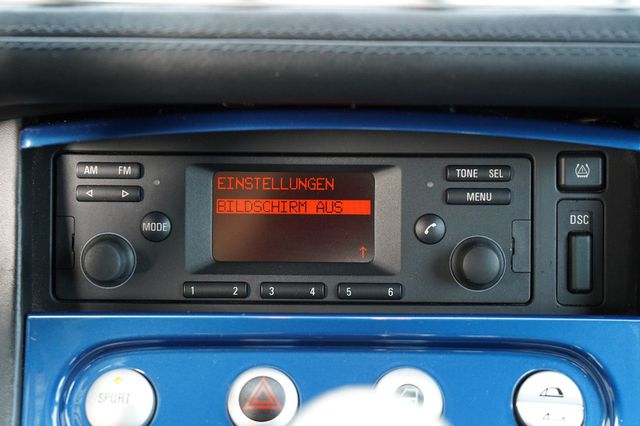 AM FM
MODE
EINSTELLUNGEN
BILDSCHIRM AUS
TONE SEL
MENU
DSC
1 2 3 4 5 6
SPORT